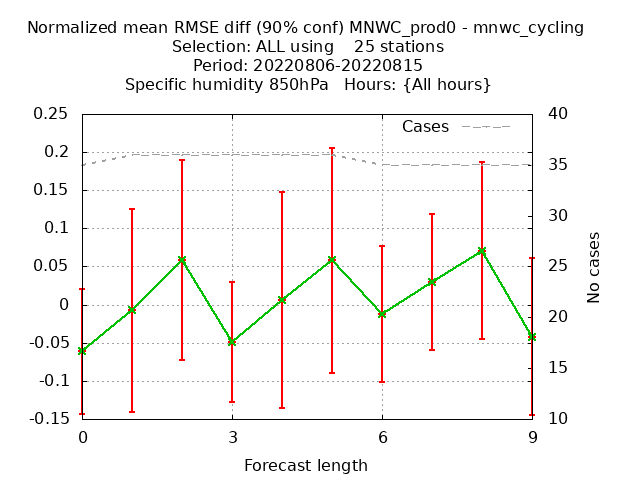 Normalized mean RMSE diff (90% conf) MNWC_prod0 - mnwc_cycling
Selection: ALL using    25 stations
Period: 20220806-20220815
Specific humidity 850hPa   Hours: {All hours}
0.25
0.2
0.15
0.1
0.05
0
-0.05
-0.1
-0.15
Cases
40
35
30
25
20
15
10
No cases
0 3 6 9
Forecast length